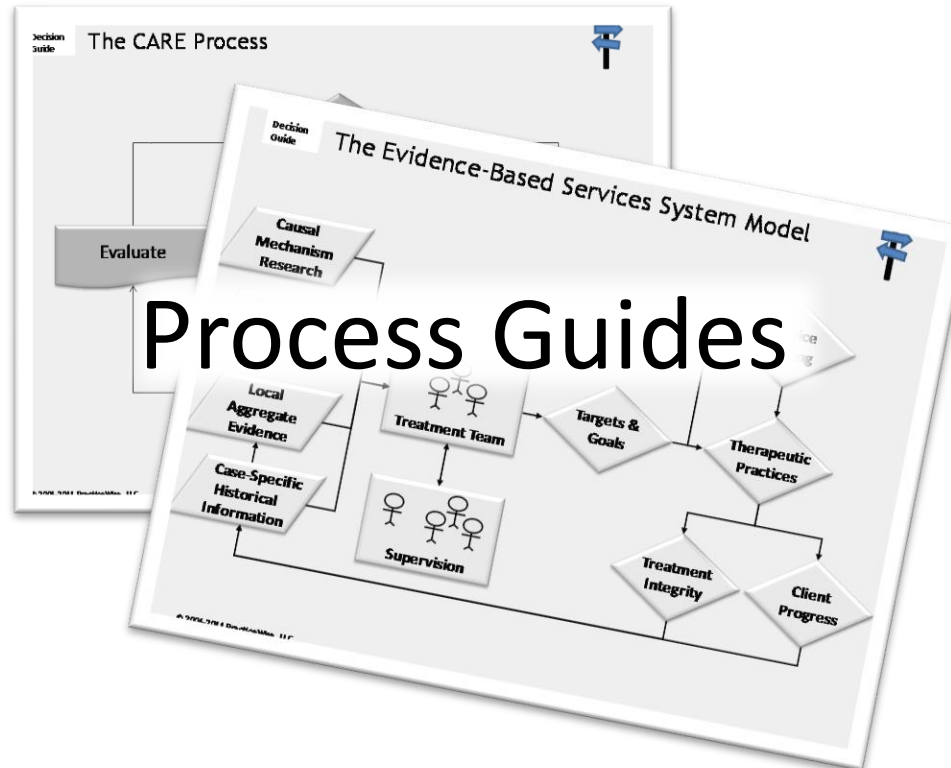 Decision
Guide
The CARE Process
Evaluate
Decision
Guide
The Evidence-Based Services System Model
Causal
Mechanism
Research
Process Guides
Local
Aggregate
Evidence
Case-Specific
Historical
Information
Treatment Team
Supervision
Targets &
Goals
Therapeutic
Practices
Treatment
Integrity
Client
Progress